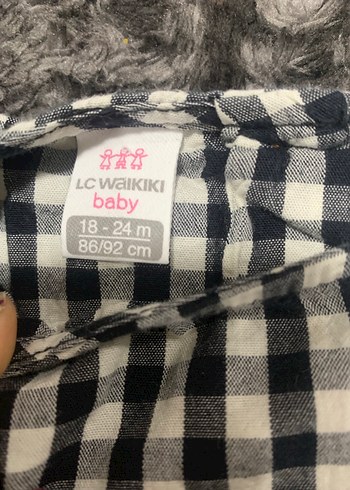 LC WAIKIKI
baby
18 - 24 m
86/92 cm